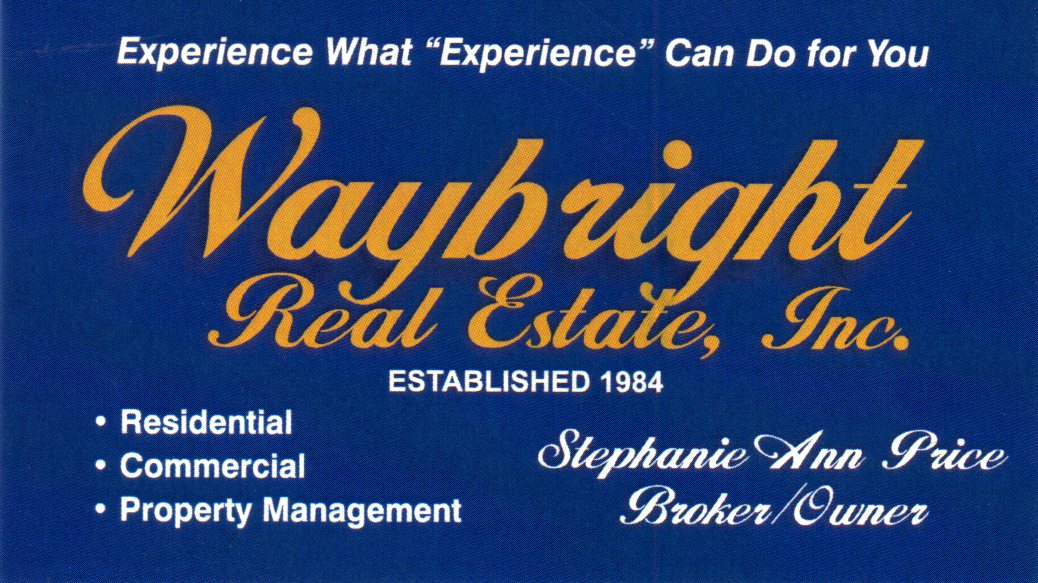 Experience What “Experience” Can Do for You
Waybright
Real Estate, Inc.
ESTABLISHED 1984
• Residential
• Commercial
• Property Management
Stephanie Ann Price
Broker/Owner